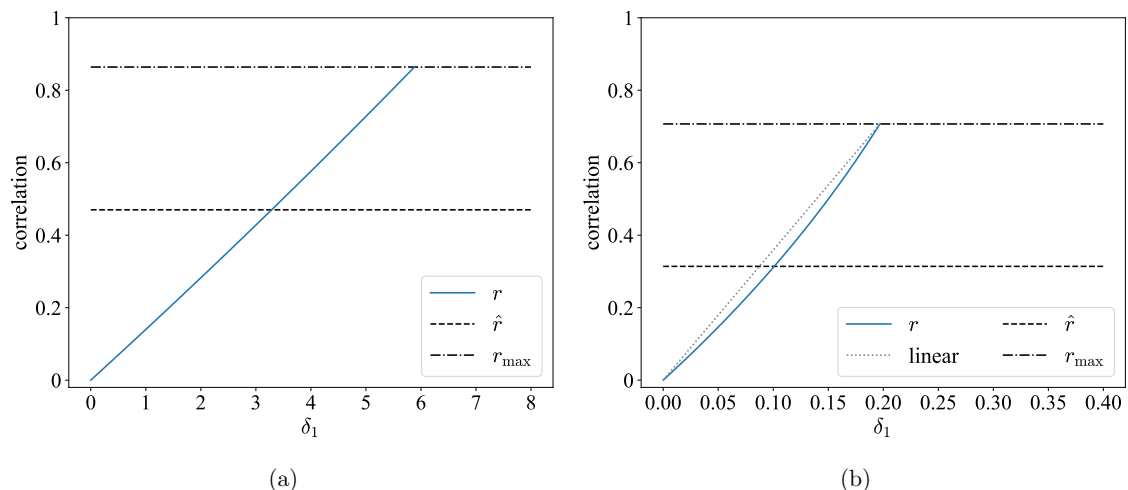 1
0.8
0.6
0.4
0.2
0
correlation
0 1 2 3 4 5 6 7 8
δ₁
r
r̂
r_max
(a)
1
0.8
0.6
0.4
0.2
0
correlation
0.00 0.05 0.10 0.15 0.20 0.25 0.30 0.35 0.40
δ₁
r r̂
linear r_max
(b)